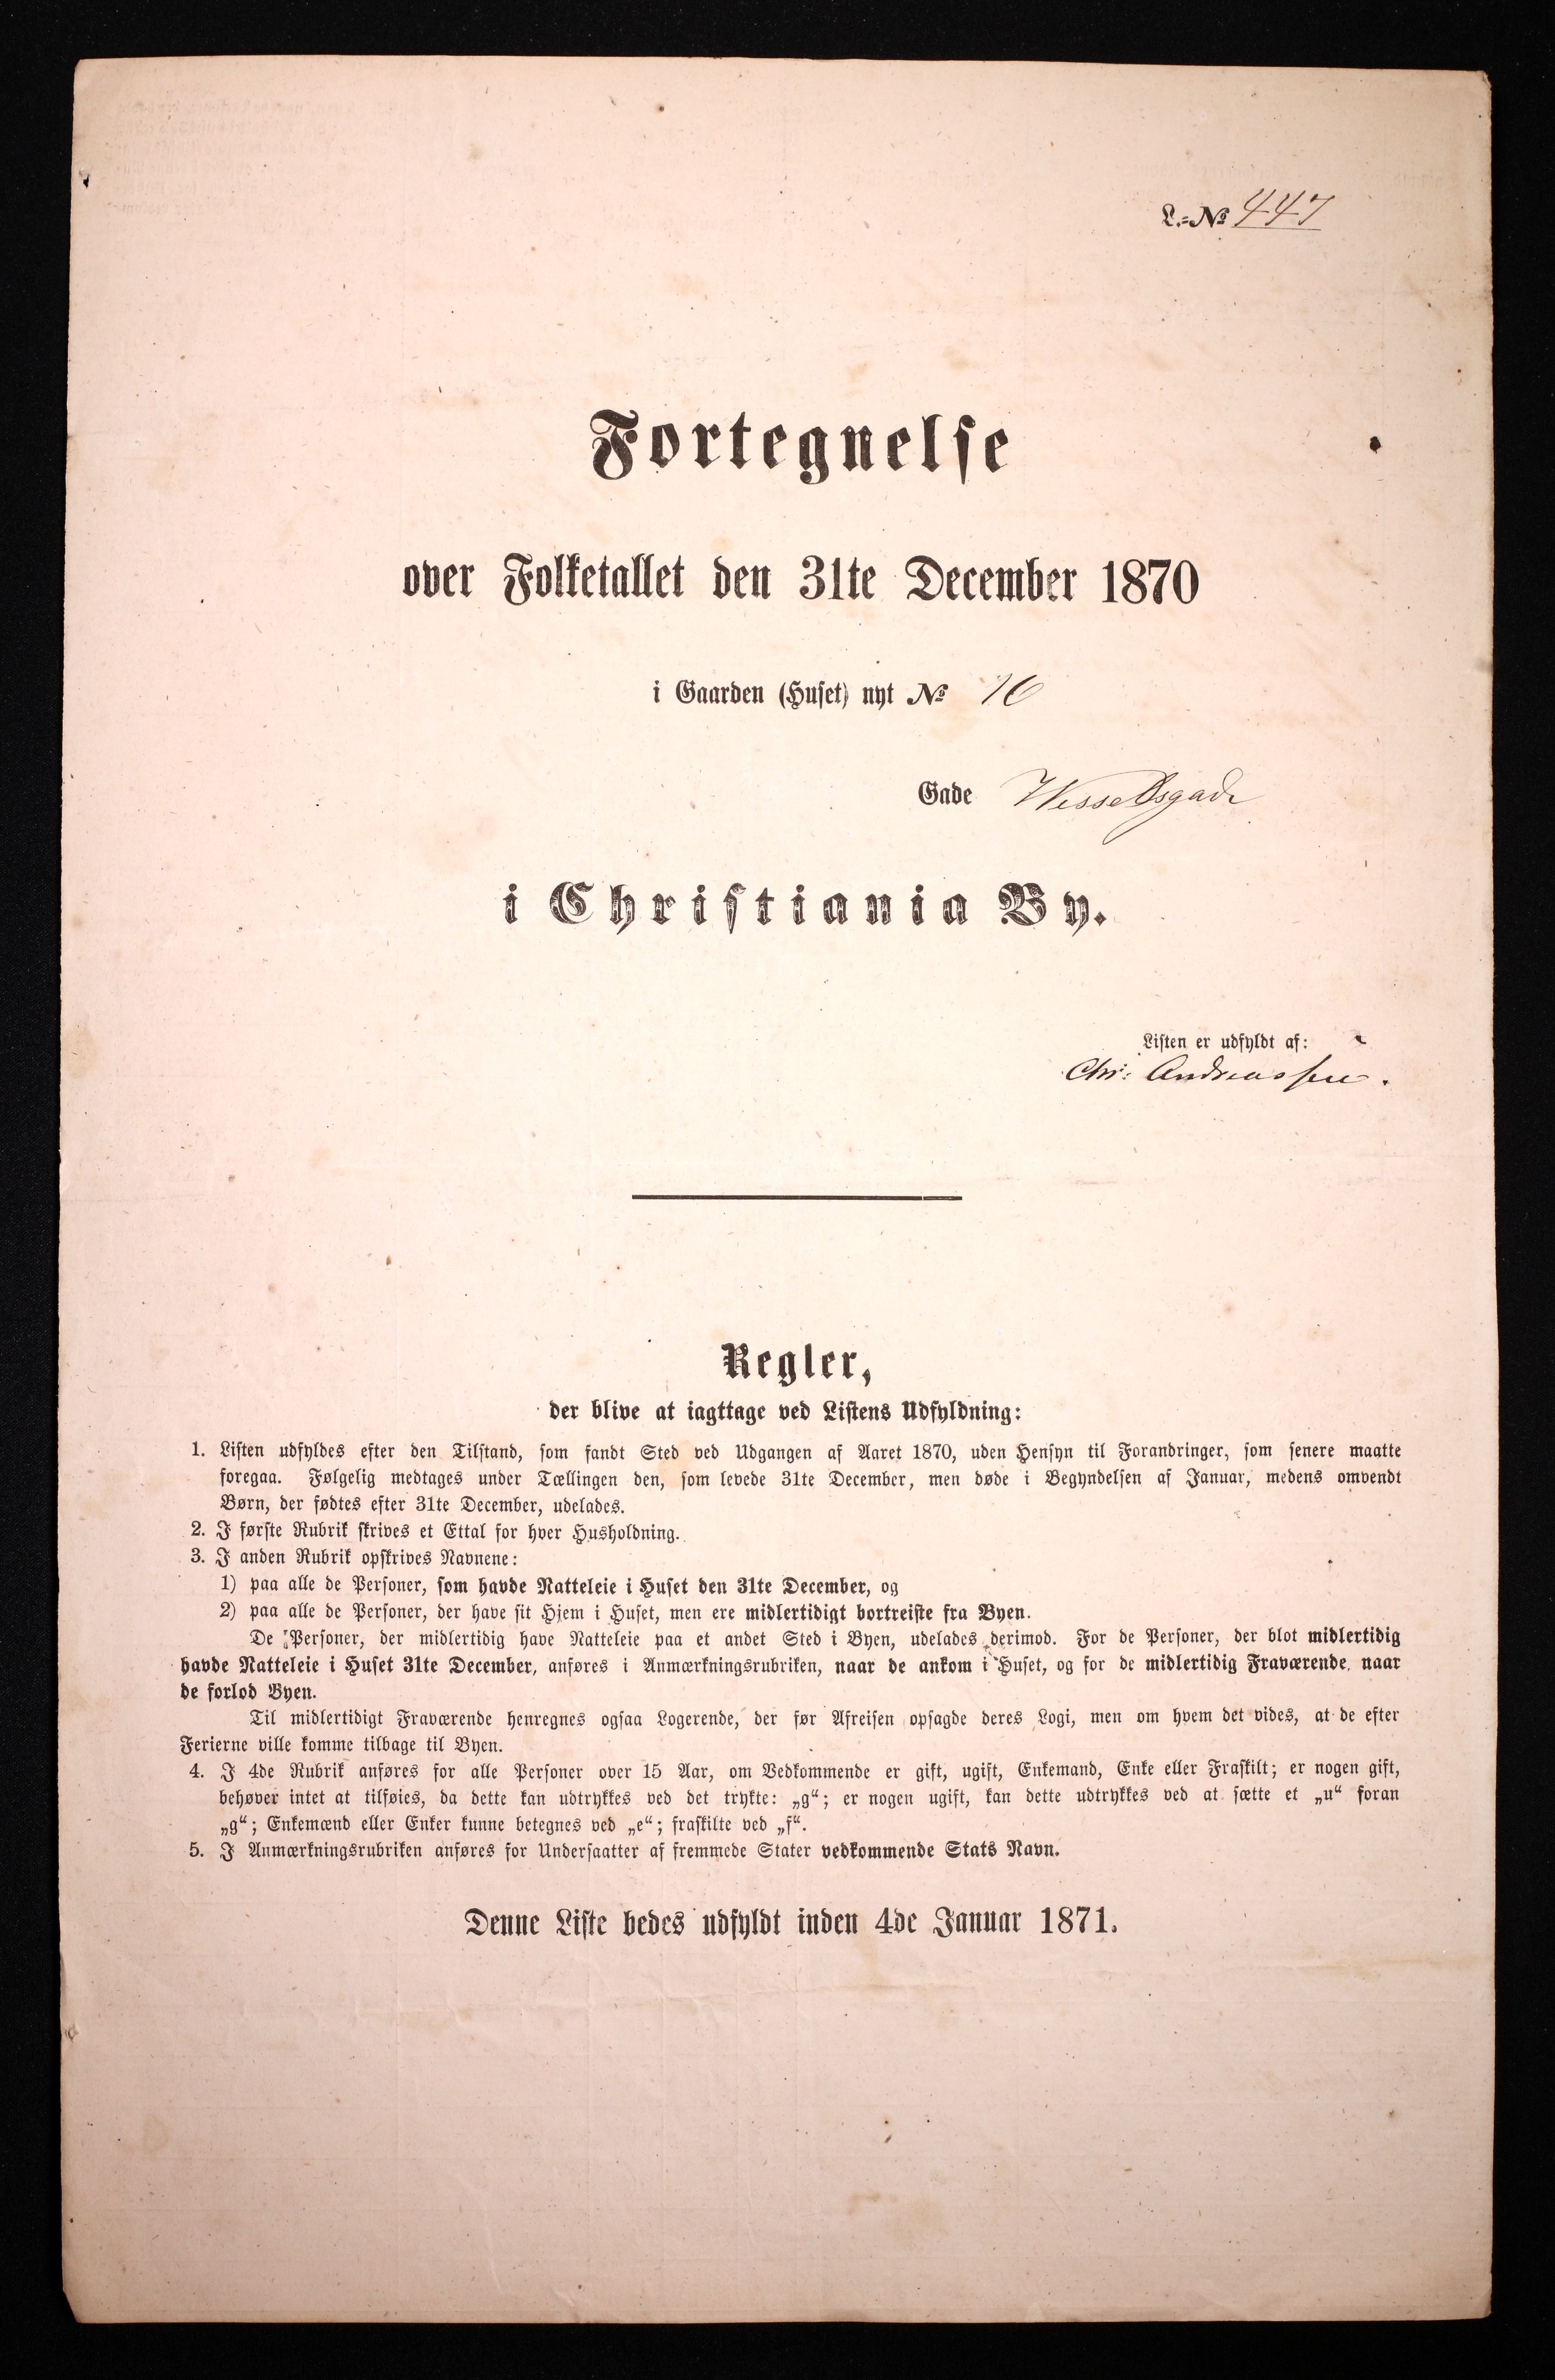 L.=№ 447
Fortegnelse
over Folketallet den 31te December 1870
i Gaarden (Huset) nyt № 16
Gade Wesselsgade
i Christiania By.
Listen er udfyldt af:
Chr: Andreassen.
Regler,
der blive at iagttage ved Listens Udfyldning:
1. Listen udfyldes efter den Tilstand, som fandt Sted ved Udgangen af Aaret 1870, uden Hensyn til Forandringer, som senere maatte
foregaa. Følgelig medtages under Tællingen den, som levede 31te December, men døde i Begyndelsen af Januar, medens omvendt
Børn, der fødtes efter 31te December, udelades.
2. I første Rubrik skrives et Ettal for hver Husholdning.
3. I anden Rubrik opskrives Navnene:
1) paa alle de Personer, som havde Natteleie i Huset den 31te December, og
2) paa alle de Personer, der have sit Hjem i Huset, men ere midlertidigt bortreiste fra Byen.
De Personer, der midlertidig have Natteleie paa et andet Sted i Byen, udelades derimod. For de Personer, der blot midlertidig
havde Natteleie i Huset 31te December, anføres i Anmærkningsrubriken, naar de ankom i Huset, og for de midlertidig Fraværende, naar
de forlod Byen.
Til midlertidigt Fraværende henregnes ogsaa Logerende, der før Afreisen opsagde deres Logi, men om hvem det vides, at de efter
Ferierne ville komme tilbage til Byen.
4. I 4de Rubrik anføres for alle Personer over 15 Aar, om Vedkommende er gift, ugift, Enkemand, Enke eller Fraskilt; er nogen gift,
behøver intet at tilføies, da dette kan udtrykkes ved det trykte: „g“; er nogen ugift, kan dette udtrykkes ved at sætte et „u“ foran
„g“; Enkemænd eller Enker kunne betegnes ved „e“; fraskilte ved „f“.
5. I Anmærkningsrubriken anføres for Undersaatter af fremmede Stater vedkommende Stats Navn.
Denne Liste bedes udfyldt inden 4de Januar 1871.